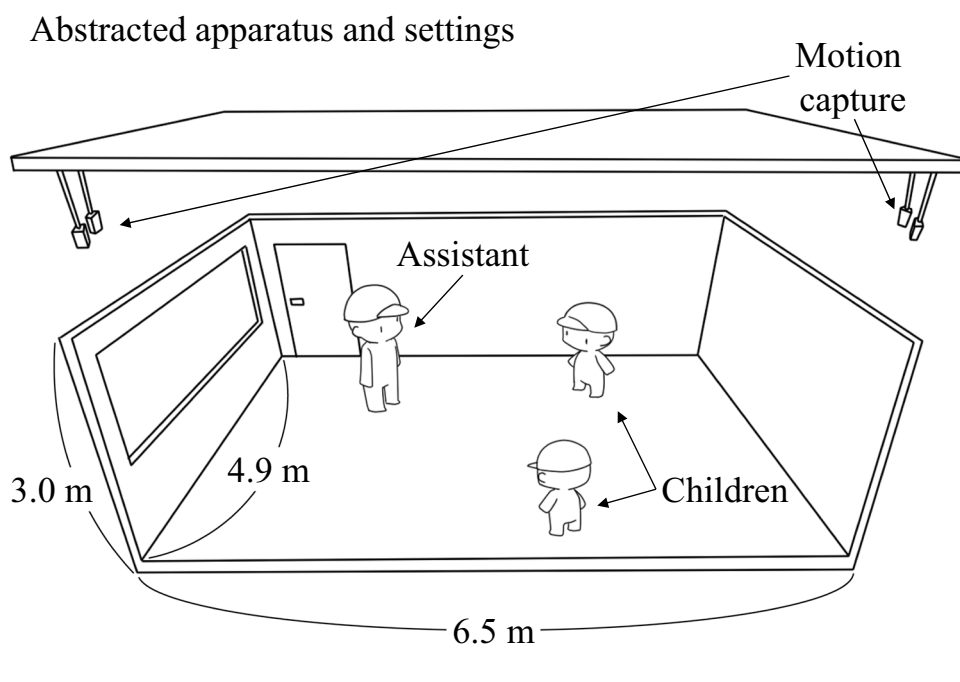 Abstracted apparatus and settings
Motion
capture
Assistant
4.9 m
3.0 m
Children
6.5 m